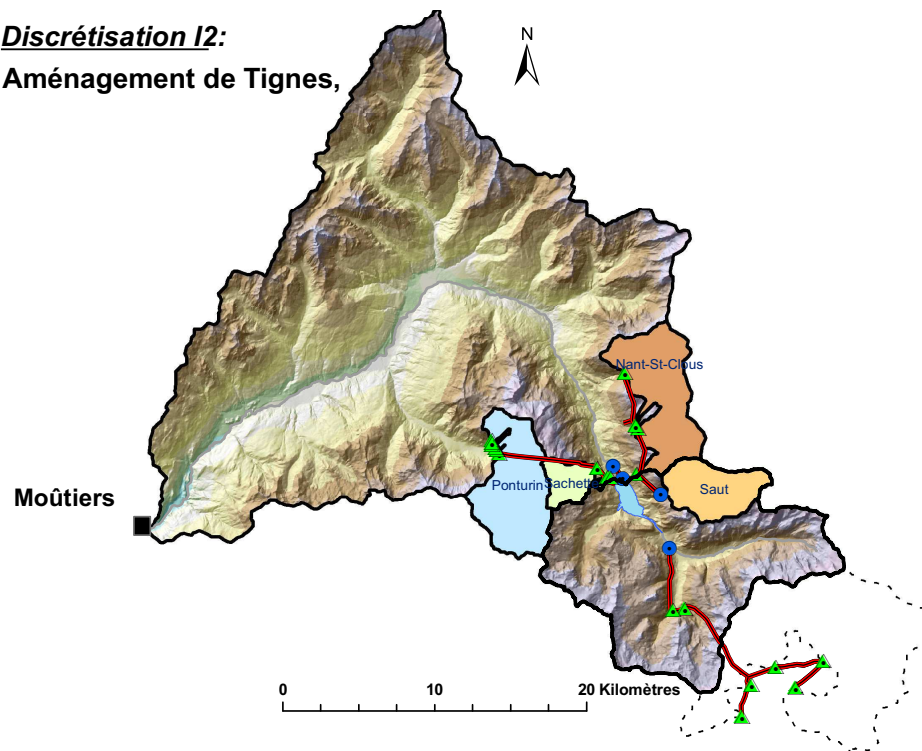 Discrétisation I2:
Aménagement de Tignes,
N
Nant-St-Clous
Ponturin
Sachette
Saut
Moûtiers
0 10 20 Kilomètres